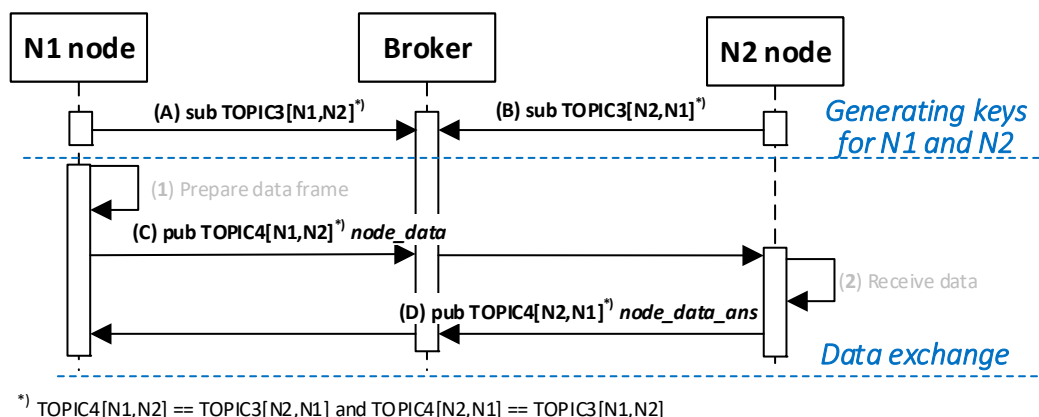 N1 node
Broker
N2 node
(A) sub TOPIC3[N1,N2]*)
(B) sub TOPIC3[N2,N1]*)
Generating keys
for N1 and N2
(1) Prepare data frame
(C) pub TOPIC4[N1,N2]*) node_data
(2) Receive data
(D) pub TOPIC4[N2,N1]*) node_data_ans
Data exchange
*) TOPIC4[N1,N2] == TOPIC3[N2,N1] and TOPIC4[N2,N1] == TOPIC3[N1,N2]